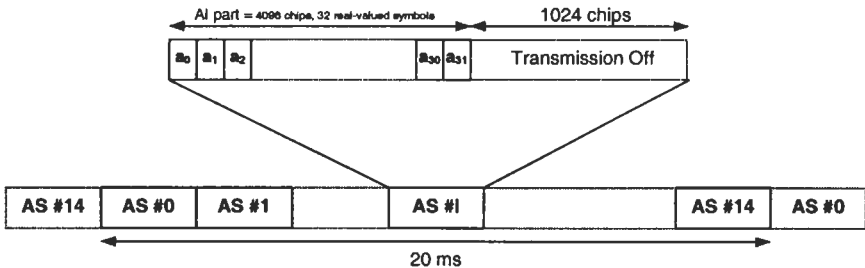 AI part = 4096 chips, 32 real-valued symbols 1024 chips
a0 a1 a2 a30 a31 Transmission Off
AS #14 AS #0 AS #1 AS #i AS #14 AS #0
20 ms